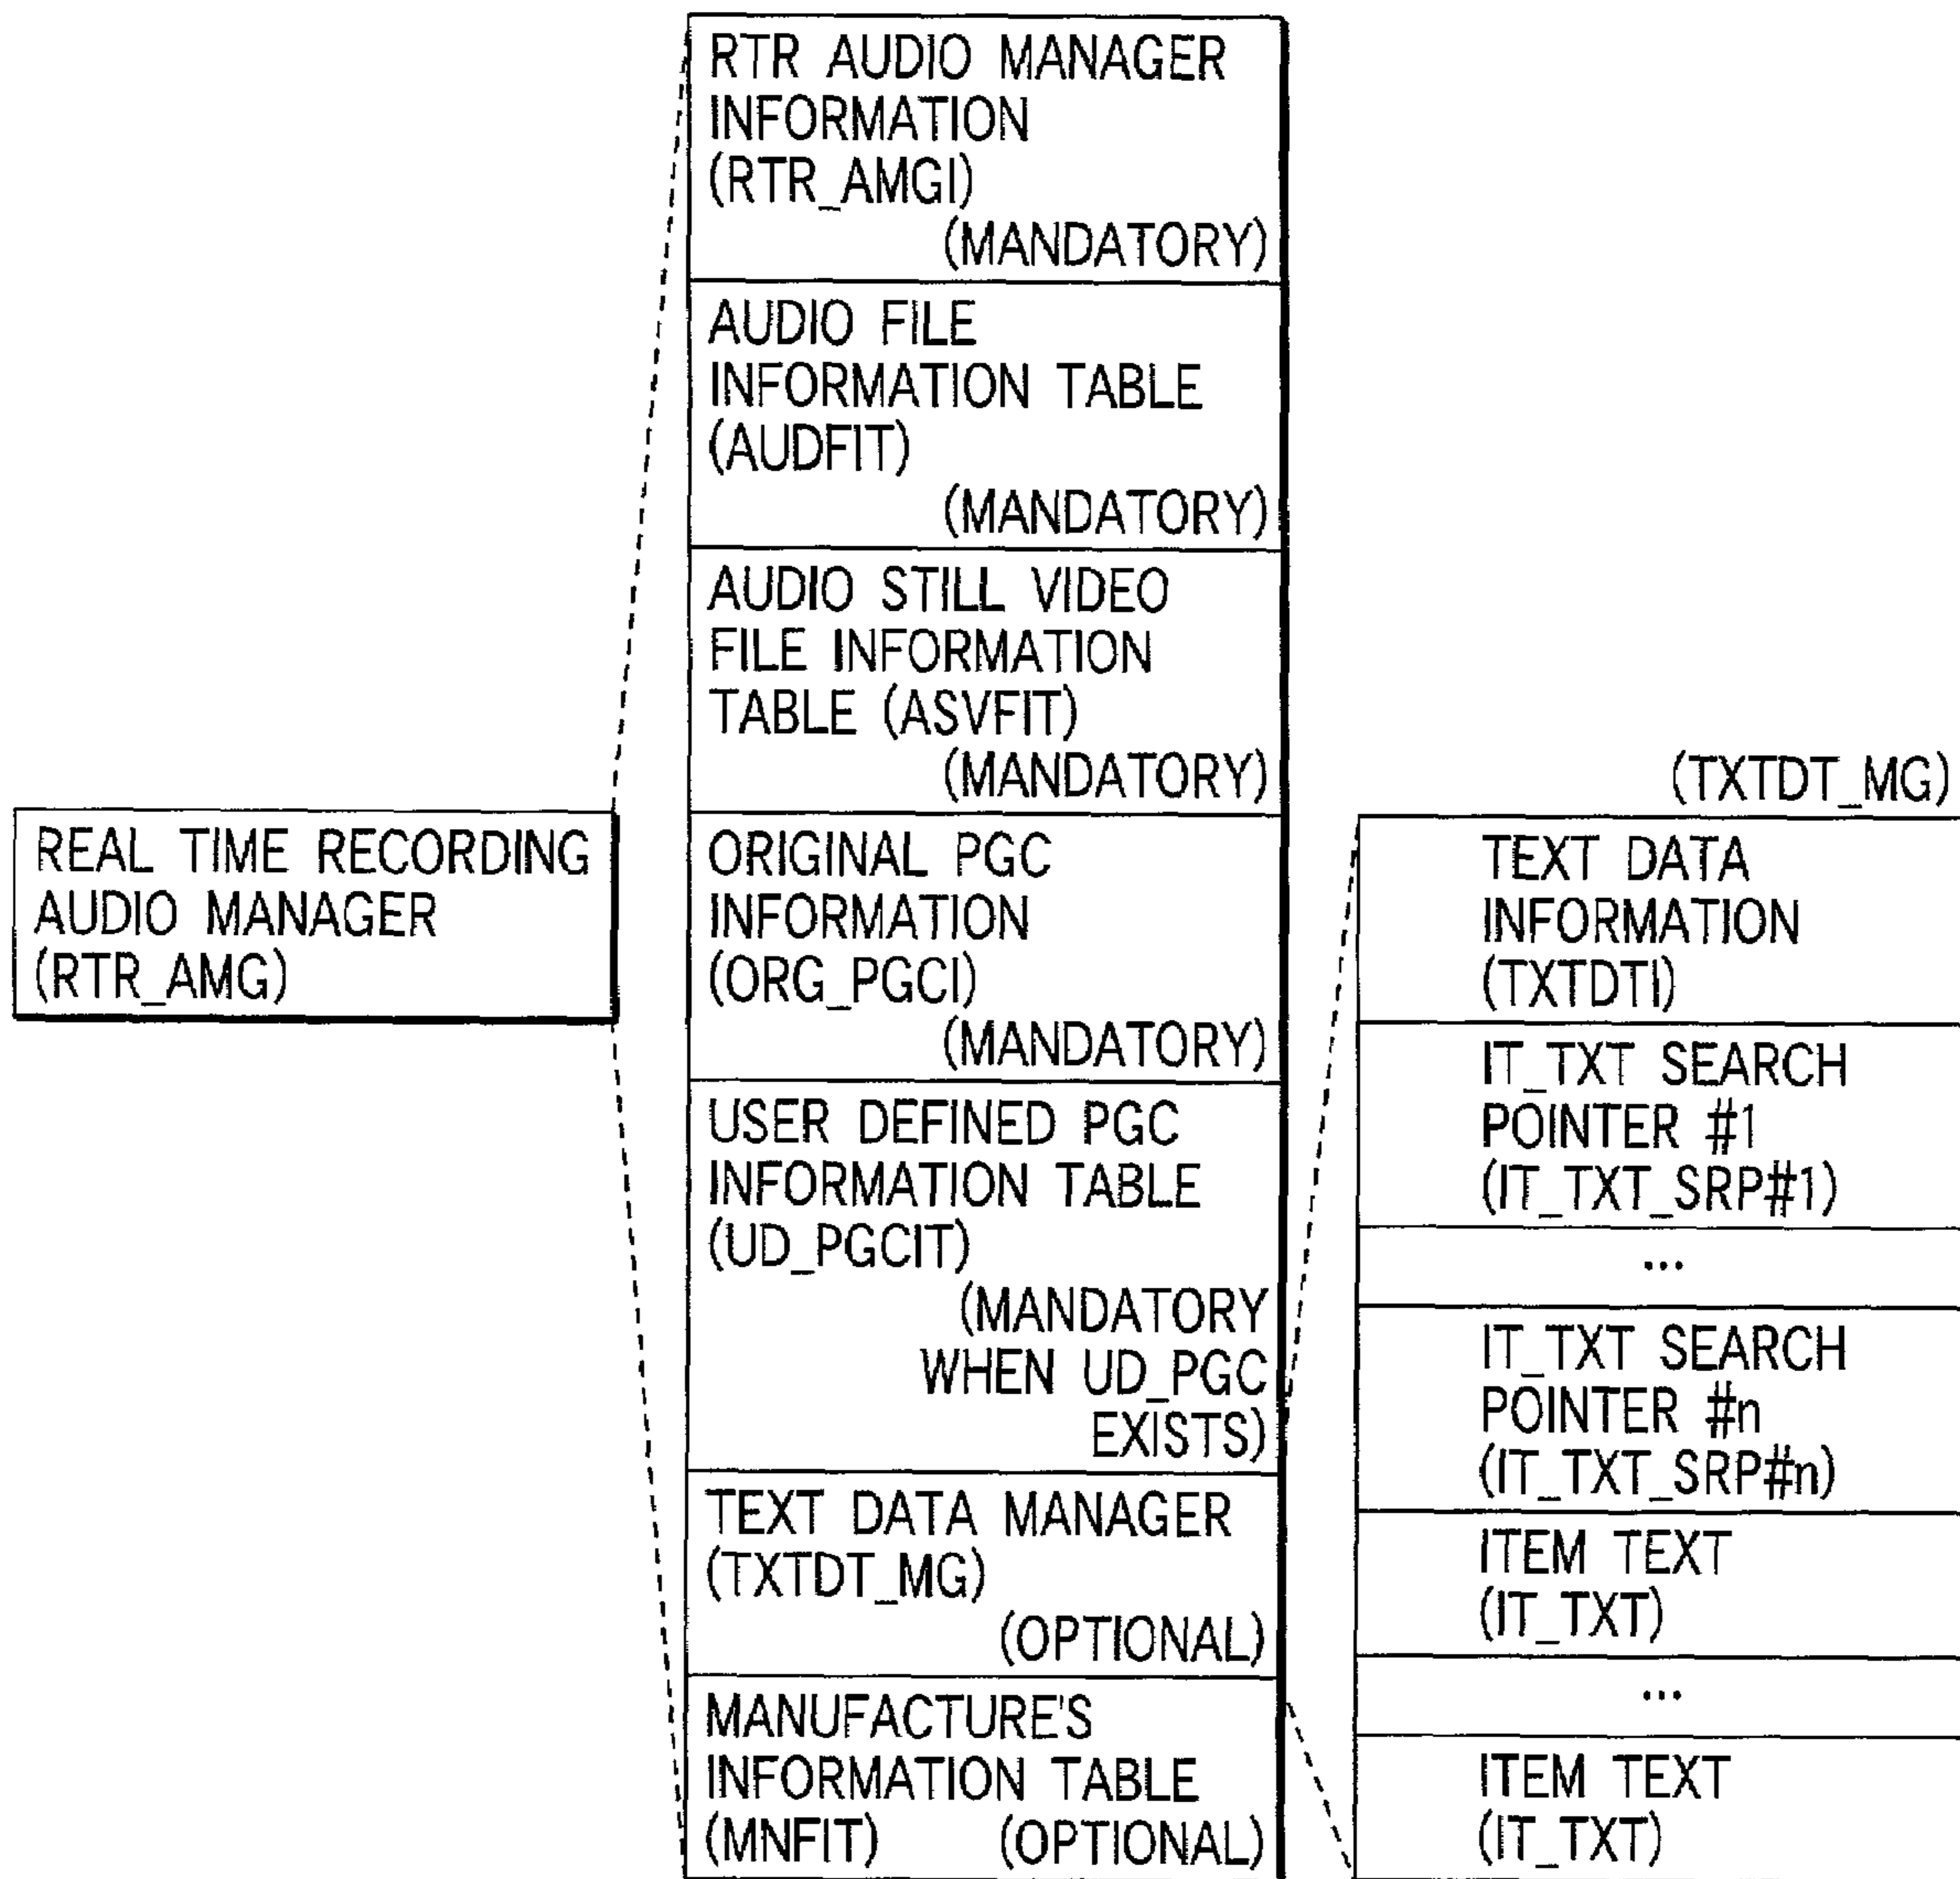 REAL TIME RECORDING
AUDIO MANAGER
(RTR_AMG)
RTR AUDIO MANAGER
INFORMATION
(RTR_AMGI)
(MANDATORY)
AUDIO FILE
INFORMATION TABLE
(AUDFIT)
(MANDATORY)
AUDIO STILL VIDEO
FILE INFORMATION
TABLE (ASVFIT)
(MANDATORY)
ORIGINAL PGC
INFORMATION
(ORG_PGCI)
(MANDATORY)
USER DEFINED PGC
INFORMATION TABLE
(UD_PGCIT)
(MANDATORY
WHEN UD_PGC
EXISTS)
TEXT DATA MANAGER
(TXTDT_MG)
(OPTIONAL)
MANUFACTURE'S
INFORMATION TABLE
(MNFIT) (OPTIONAL)
(TXTDT_MG)
TEXT DATA
INFORMATION
(TXTDTI)
IT_TXT SEARCH
POINTER #1
(IT_TXT_SRP#1)
...
IT_TXT SEARCH
POINTER #n
(IT_TXT_SRP#n)
ITEM TEXT
(IT_TXT)
...
ITEM TEXT
(IT_TXT)